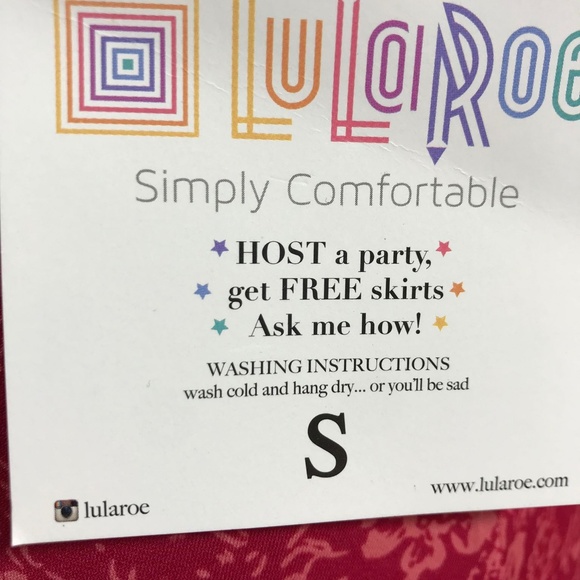 LuLaRoe
Simply Comfortable
HOST a party,
get FREE skirts
Ask me how!
WASHING INSTRUCTIONS
wash cold and hang dry... or you'll be sad
S
www.lularoe.com
lularoe